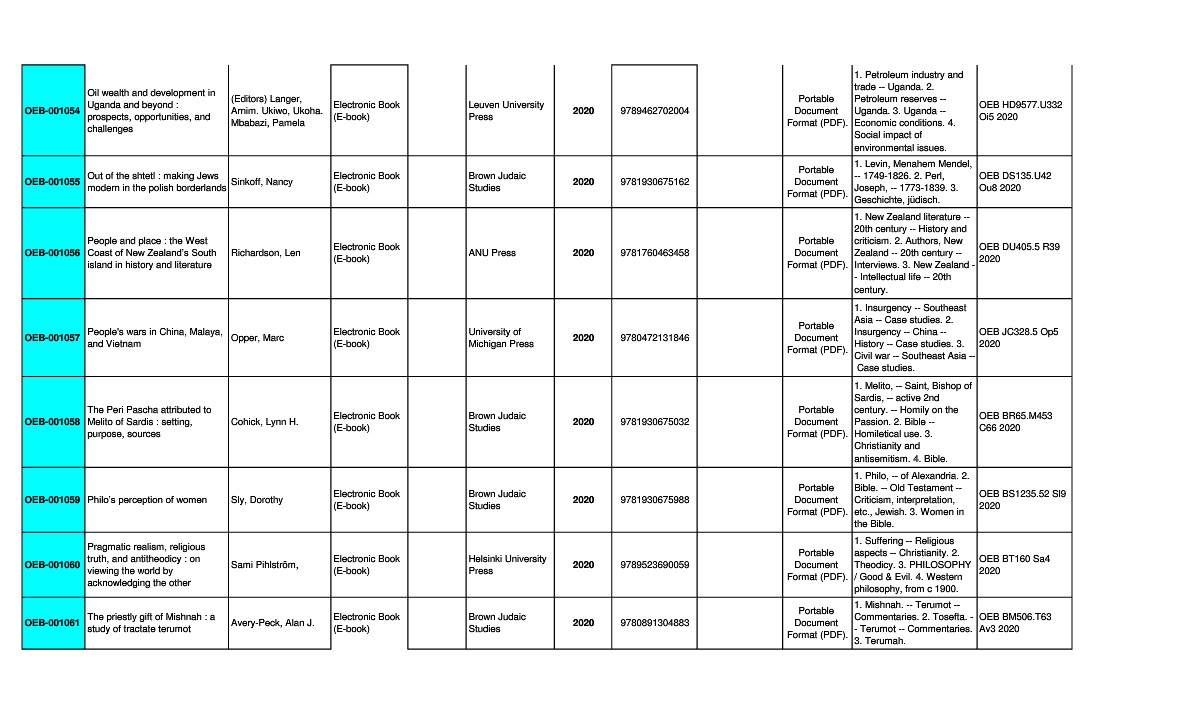 OEB-001054
Oil wealth and development in
Uganda and beyond :
prospects, opportunities, and
challenges
(Editors) Langer,
Arnim. Ukiwo, Ukoha.
Mbabazi, Pamela
Electronic Book
(E-book)
Leuven University
Press
2020
9789462702004
Portable
Document
Format (PDF).
1. Petroleum industry and
trade -- Uganda. 2.
Petroleum reserves --
Uganda. 3. Uganda --
Economic conditions. 4.
Social impact of
environmental issues.
OEB HD9577.U332
Oi5 2020
OEB-001055
Out of the shtetl : making Jews
modern in the polish borderlands
Sinkoff, Nancy
Electronic Book
(E-book)
Brown Judaic
Studies
2020
9781930675162
Portable
Document
Format (PDF).
1. Levin, Menahem Mendel,
-- 1749-1826. 2. Perl,
Joseph, -- 1773-1839. 3.
Geschichte, jüdisch.
OEB DS135.U42
Ou8 2020
OEB-001056
People and place : the West
Coast of New Zealand's South
island in history and literature
Richardson, Len
Electronic Book
(E-book)
ANU Press
2020
9781760463458
Portable
Document
Format (PDF).
1. New Zealand literature --
20th century -- History and
criticism. 2. Authors, New
Zealand -- 20th century --
Interviews. 3. New Zealand -
- Intellectual life -- 20th
century.
OEB DU405.5 R39
2020
OEB-001057
People's wars in China, Malaya,
and Vietnam
Opper, Marc
Electronic Book
(E-book)
University of
Michigan Press
2020
9780472131846
Portable
Document
Format (PDF).
1. Insurgency -- Southeast
Asia -- Case studies. 2.
Insurgency -- China --
History -- Case studies. 3.
Civil war -- Southeast Asia --
Case studies.
OEB JC328.5 Op5
2020
OEB-001058
The Peri Pascha attributed to
Melito of Sardis : setting,
purpose, sources
Cohick, Lynn H.
Electronic Book
(E-book)
Brown Judaic
Studies
2020
9781930675032
Portable
Document
Format (PDF).
1. Melito, -- Saint, Bishop of
Sardis, -- active 2nd
century. -- Homily on the
Passion. 2. Bible --
Homiletical use. 3.
Christianity and
antisemitism. 4. Bible.
OEB BR65.M453
C66 2020
OEB-001059
Philo's perception of women
Sly, Dorothy
Electronic Book
(E-book)
Brown Judaic
Studies
2020
9781930675988
Portable
Document
Format (PDF).
1. Philo, -- of Alexandria. 2.
Bible. -- Old Testament --
Criticism, interpretation,
etc., Jewish. 3. Women in
the Bible.
OEB BS1235.52 Sl9
2020
OEB-001060
Pragmatic realism, religious
truth, and antitheodicy : on
viewing the world by
acknowledging the other
Sami Pihlström,
Electronic Book
(E-book)
Helsinki University
Press
2020
9789523690059
Portable
Document
Format (PDF).
1. Suffering -- Religious
aspects -- Christianity. 2.
Theodicy. 3. PHILOSOPHY
/ Good & Evil. 4. Western
philosophy, from c 1900.
OEB BT160 Sa4
2020
OEB-001061
The priestly gift of Mishnah : a
study of tractate terumot
Avery-Peck, Alan J.
Electronic Book
(E-book)
Brown Judaic
Studies
2020
9780891304883
Portable
Document
Format (PDF).
1. Mishnah. -- Terumot --
Commentaries. 2. Tosefta. -
- Terumot -- Commentaries.
3. Terumah.
OEB BM506.T63
Av3 2020